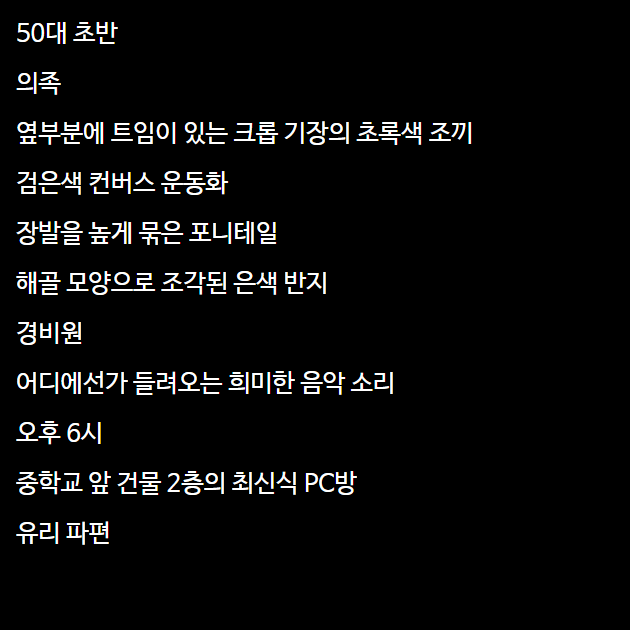 50대 초반
의족
옆부분에 트임이 있는 크롭 기장의 초록색 조끼
검은색 컨버스 운동화
장발을 높게 묶은 포니테일
해골 모양으로 조각된 은색 반지
경비원
어디에선가 들려오는 희미한 음악 소리
오후 6시
중학교 앞 건물 2층의 최신식 PC방
유리 파편